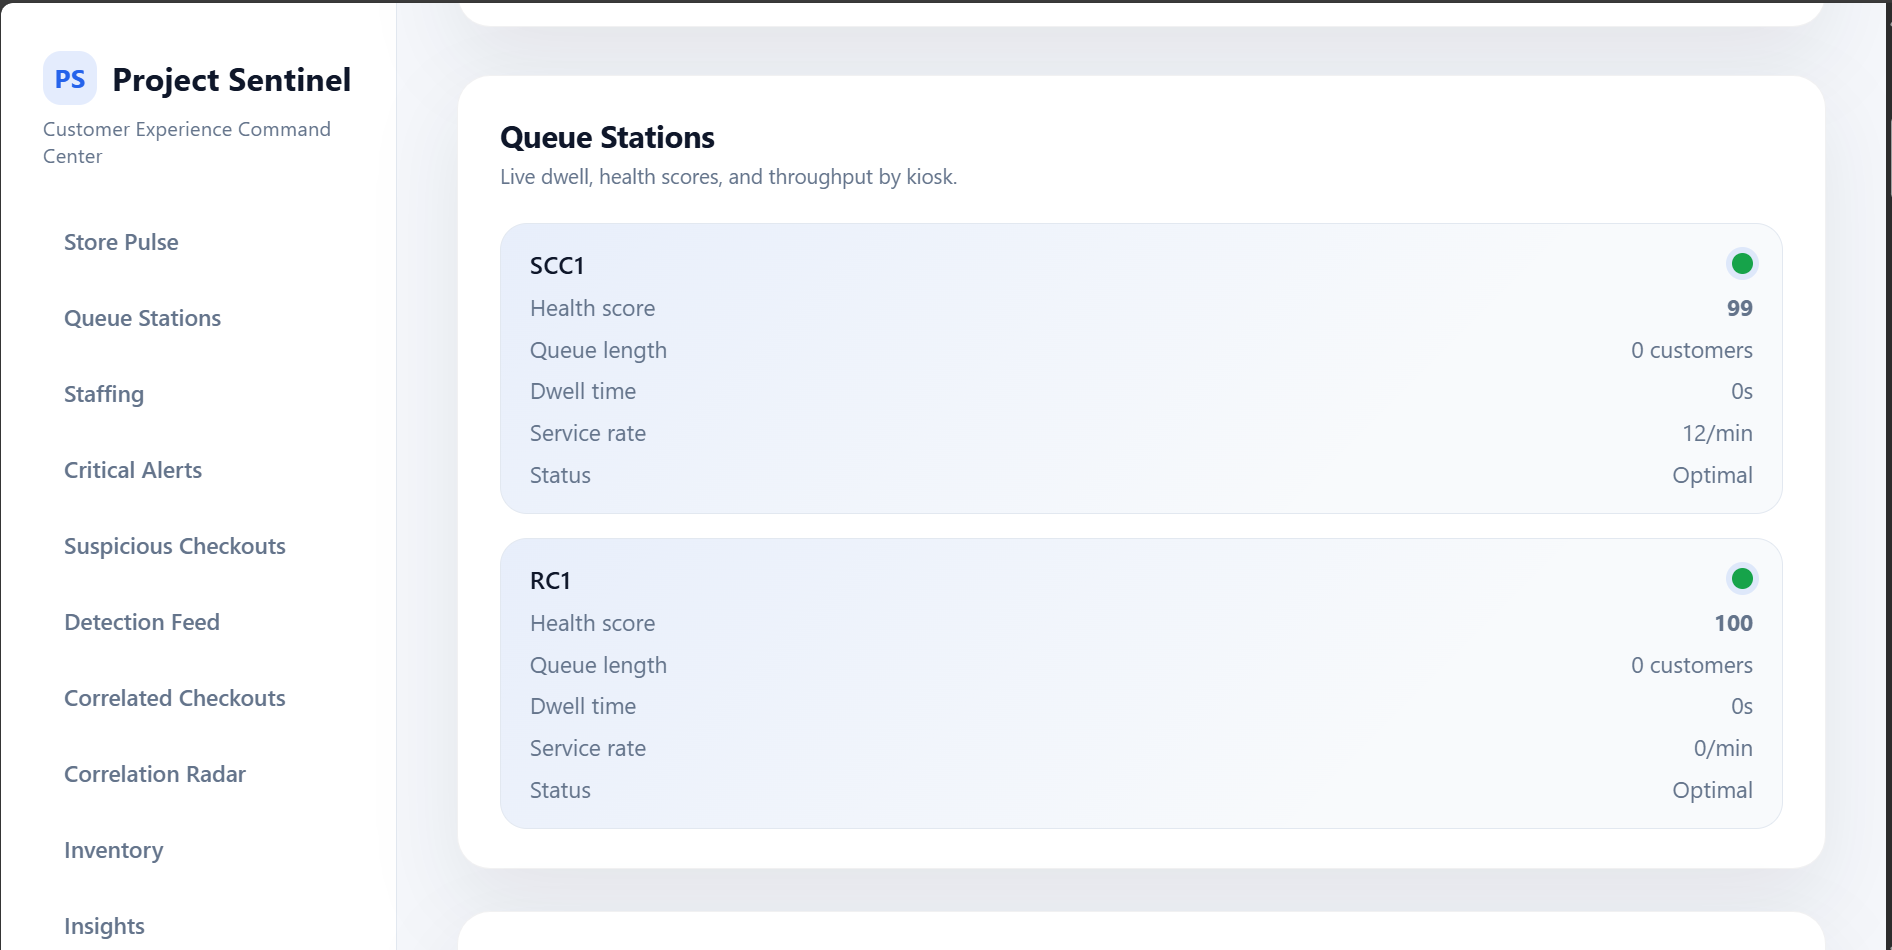 PS
Project Sentinel
Customer Experience Command
Center
Store Pulse
Queue Stations
Staffing
Critical Alerts
Suspicious Checkouts
Detection Feed
Correlated Checkouts
Correlation Radar
Inventory
Insights
Queue Stations
Live dwell, health scores, and throughput by kiosk.
SCC1
Health score 99
Queue length 0 customers
Dwell time 0s
Service rate 12/min
Status Optimal
RC1
Health score 100
Queue length 0 customers
Dwell time 0s
Service rate 0/min
Status Optimal